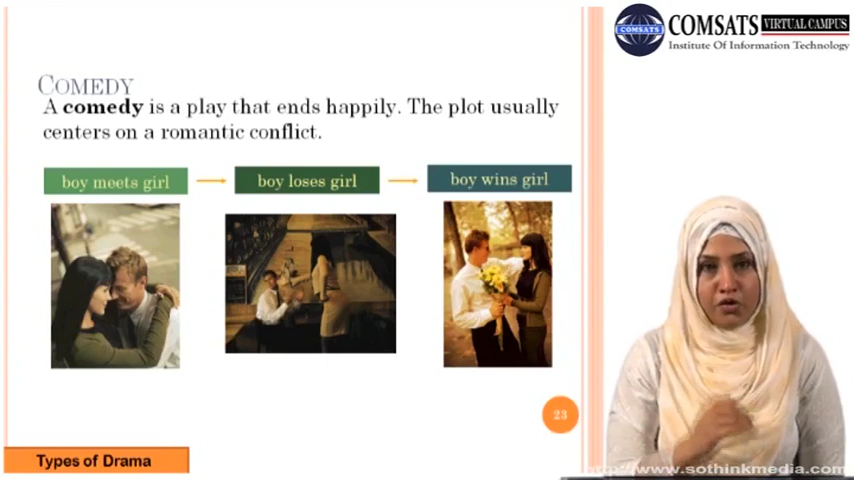 COMSATS VIRTUAL CAMPUS
COMSATS
Institute Of Information Technology
COMEDY
A comedy is a play that ends happily. The plot usually
centers on a romantic conflict.
boy meets girl
boy loses girl
boy wins girl
23
Types of Drama
http://www.sothinkmedia.com